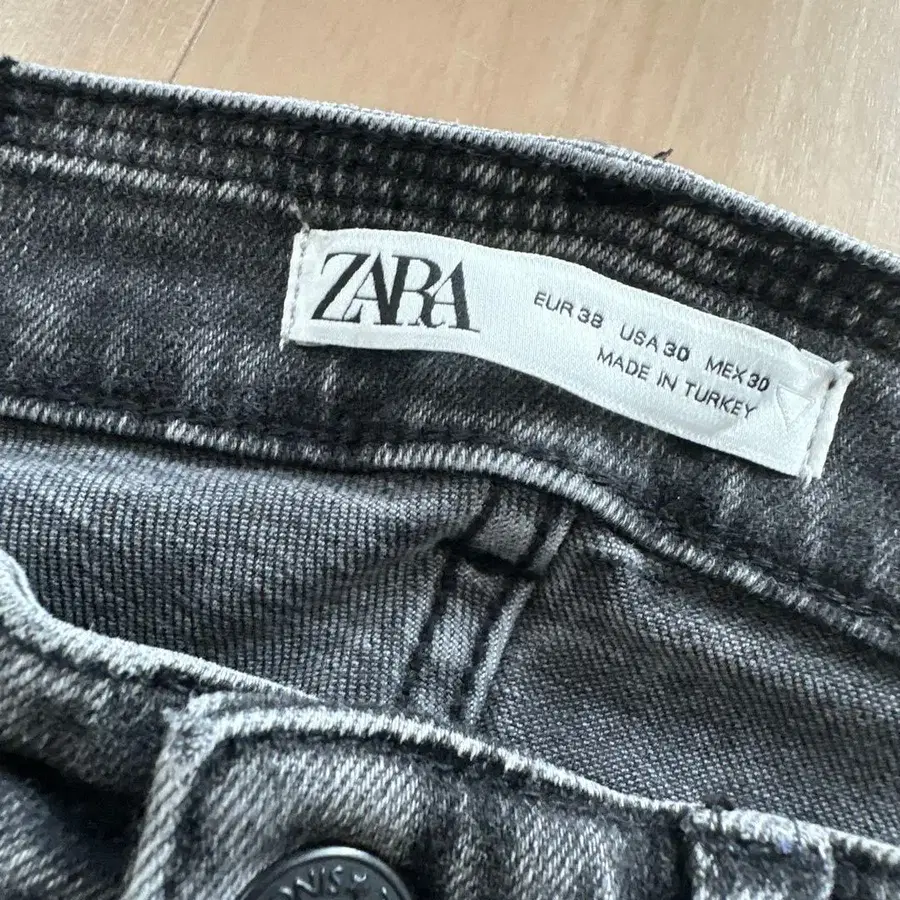 ZARA
EUR 38 USA 30 MEX 30
MADE IN TURKEY